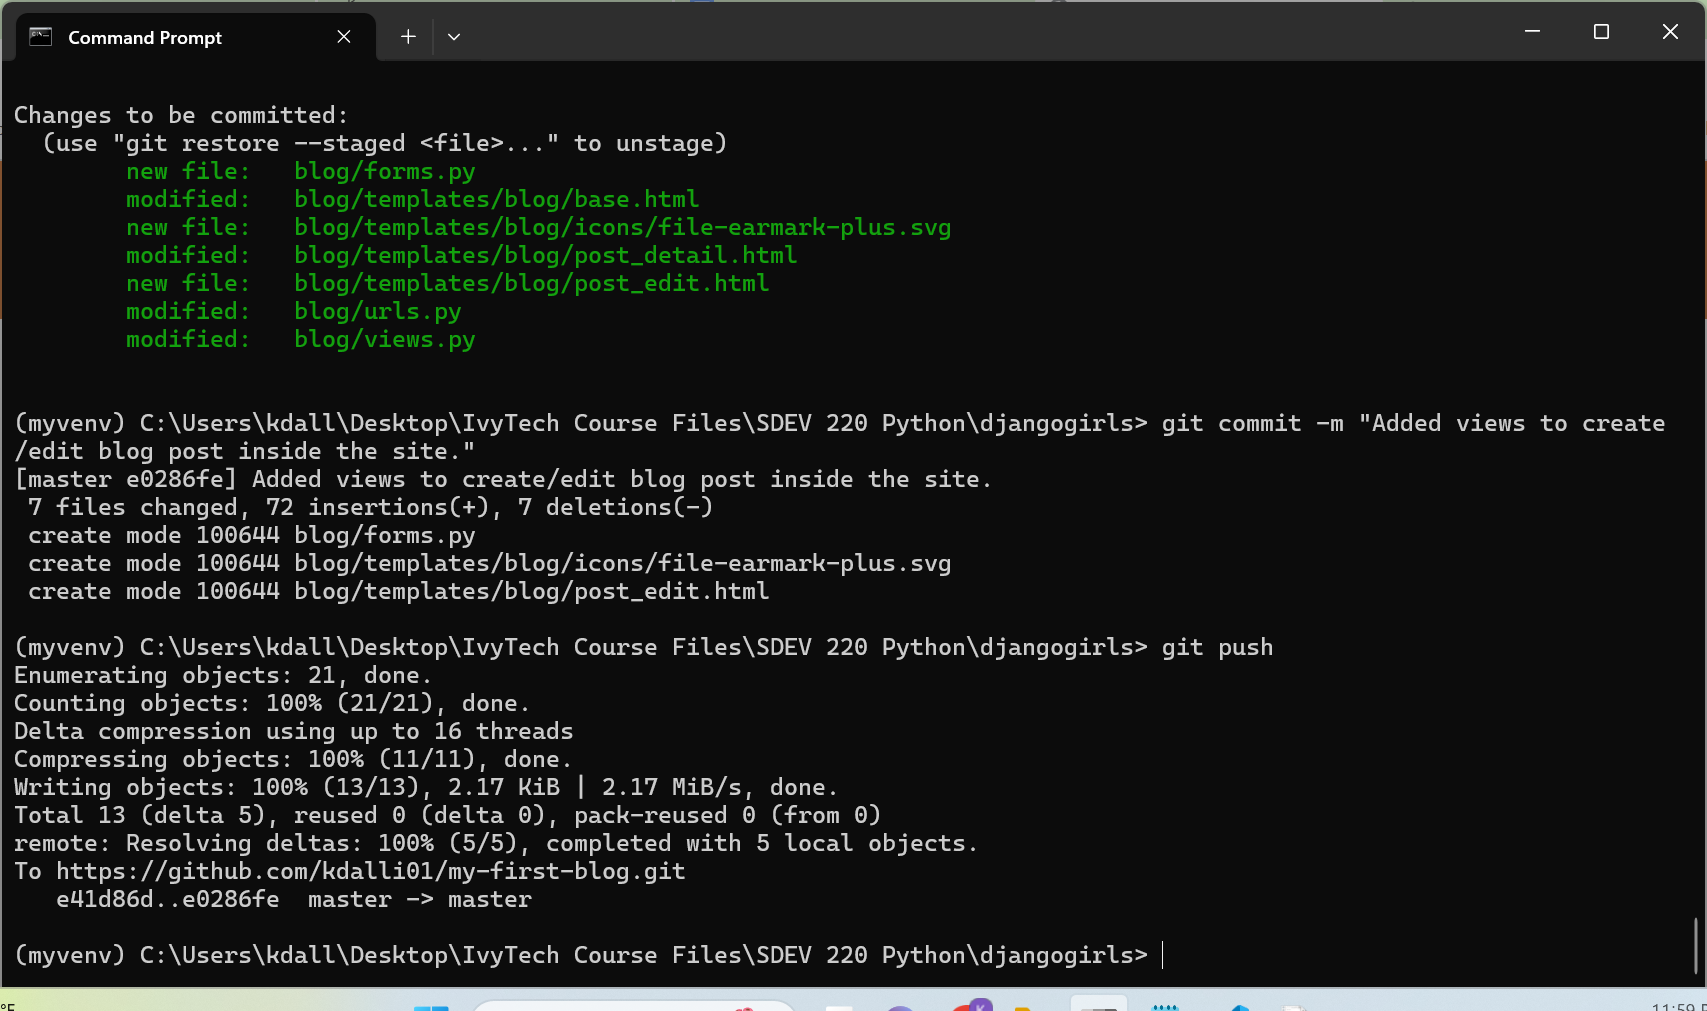 Command Prompt
Changes to be committed:
  (use "git restore --staged <file>..." to unstage)
        new file:   blog/forms.py
        modified:   blog/templates/blog/base.html
        new file:   blog/templates/blog/icons/file-earmark-plus.svg
        modified:   blog/templates/blog/post_detail.html
        new file:   blog/templates/blog/post_edit.html
        modified:   blog/urls.py
        modified:   blog/views.py
(myvenv) C:\Users\kdall\Desktop\IvyTech Course Files\SDEV 220 Python\djangogirls> git commit -m "Added views to create
/edit blog post inside the site."
[master e0286fe] Added views to create/edit blog post inside the site.
 7 files changed, 72 insertions(+), 7 deletions(-)
 create mode 100644 blog/forms.py
 create mode 100644 blog/templates/blog/icons/file-earmark-plus.svg
 create mode 100644 blog/templates/blog/post_edit.html
(myvenv) C:\Users\kdall\Desktop\IvyTech Course Files\SDEV 220 Python\djangogirls> git push
Enumerating objects: 21, done.
Counting objects: 100% (21/21), done.
Delta compression using up to 16 threads
Compressing objects: 100% (11/11), done.
Writing objects: 100% (13/13), 2.17 KiB | 2.17 MiB/s, done.
Total 13 (delta 5), reused 0 (delta 0), pack-reused 0 (from 0)
remote: Resolving deltas: 100% (5/5), completed with 5 local objects.
To https://github.com/kdalli01/my-first-blog.git
   e41d86d..e0286fe  master -> master
(myvenv) C:\Users\kdall\Desktop\IvyTech Course Files\SDEV 220 Python\djangogirls>
°F
K
11:59